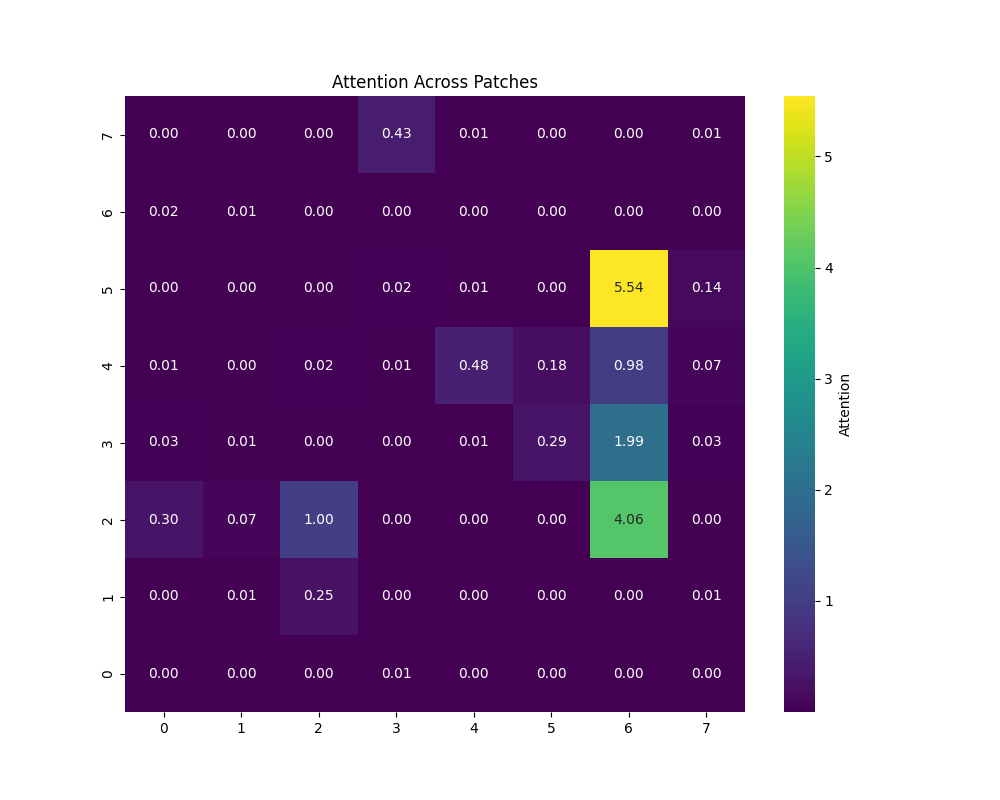 Attention Across Patches
7 0.00 0.00 0.00 0.43 0.01 0.00 0.00 0.01
6 0.02 0.01 0.00 0.00 0.00 0.00 0.00 0.00
5 0.00 0.00 0.00 0.02 0.01 0.00 5.54 0.14
4 0.01 0.00 0.02 0.01 0.48 0.18 0.98 0.07
3 0.03 0.01 0.00 0.00 0.01 0.29 1.99 0.03
2 0.30 0.07 1.00 0.00 0.00 0.00 4.06 0.00
1 0.00 0.01 0.25 0.00 0.00 0.00 0.00 0.01
0 0.00 0.00 0.00 0.01 0.00 0.00 0.00 0.00
0 1 2 3 4 5 6 7
5
4
3
2
1
Attention